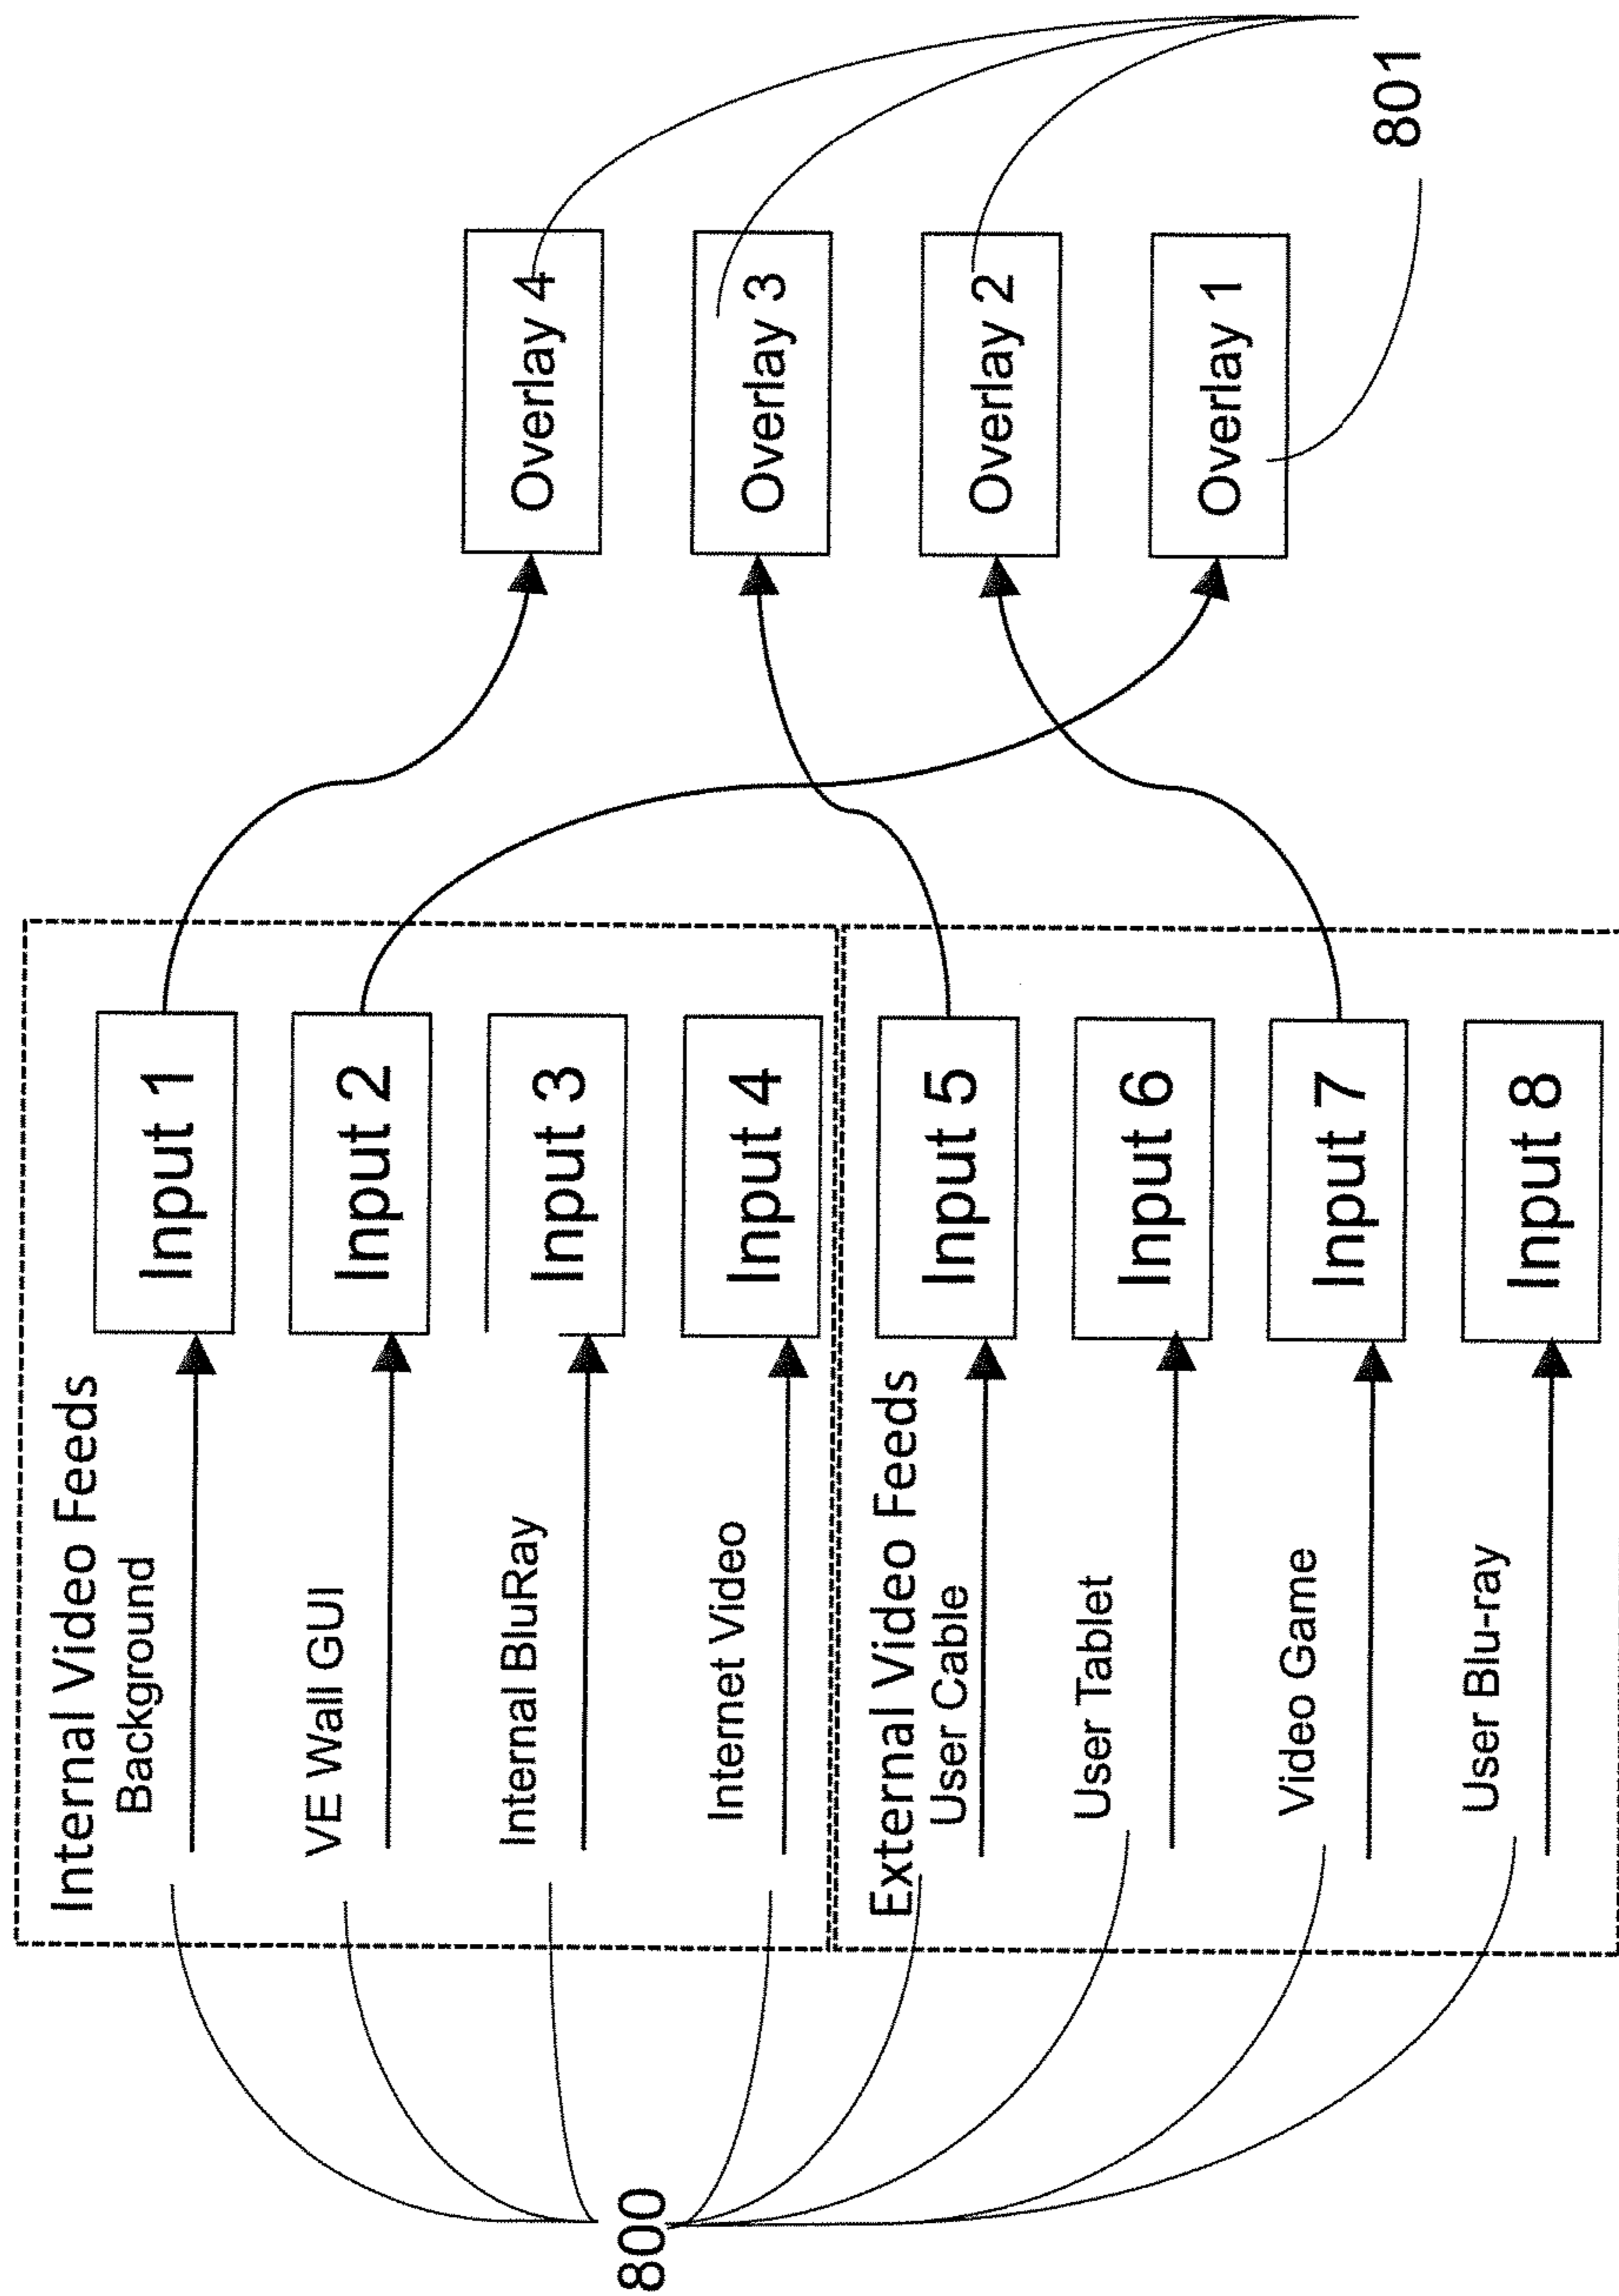 Internal Video Feeds
Background
Input 1
VE Wall GUI
Input 2
Internal BluRay
Input 3
Internet Video
Input 4
External Video Feeds
User Cable
Input 5
User Tablet
Input 6
Video Game
Input 7
User Blu-ray
Input 8
800
Overlay 4
Overlay 3
Overlay 2
Overlay 1
801